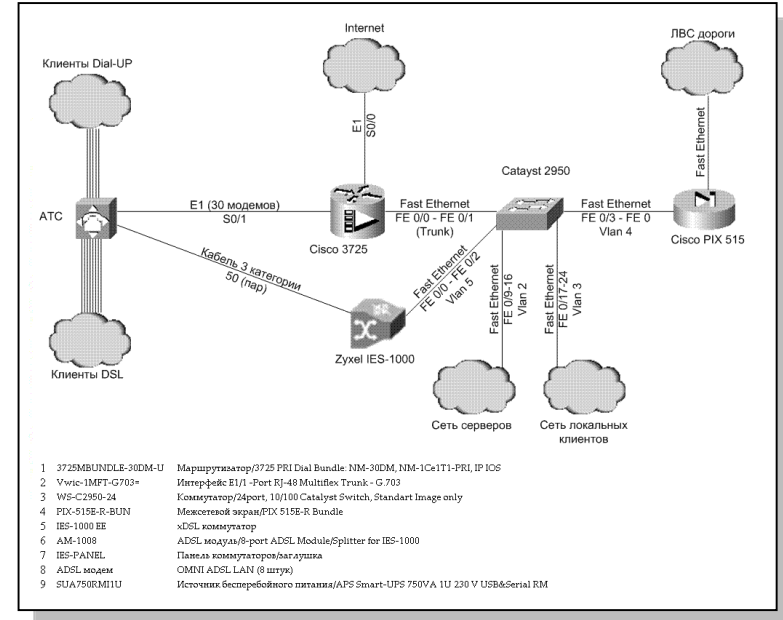 Internet
ЛВС дороги
Клиенты Dial-UP
E1
S0/0
Fast Ethernet
Catayst 2950
АТС
E1 (30 модемов)
S0/1
Cisco 3725
Fast Ethernet
FE 0/0 - FE 0/1
(Trunk)
Fast Ethernet
FE 0/3 - FE 0
Vlan 4
Cisco PIX 515
Кабель 3 категории
50 (пар)
Fast Ethernet
FE 0/0 - FE 0/2
Vlan 5
Fast Ethernet
FE 0/9-16
Vlan 2
Fast Ethernet
FE 0/17-24
Vlan 3
Zyxel IES-1000
Клиенты DSL
Сеть серверов
Сеть локальных
клиентов
1 3725MBUNDLE-30DM-U Маршрутизатор/3725 PRI Dial Bundle: NM-30DM, NM-1Ce1T1-PRI, IP IOS
2 Vwic-1MFT-G703= Интерфейс E1/1 -Port RJ-48 Multiflex Trunk - G.703
3 WS-C2950-24 Коммутатор/24port, 10/100 Catalyst Switch, Standart Image only
4 PIX-515E-R-BUN Межсетевой экран/PIX 515E-R Bundle
5 IES-1000 EE xDSL коммутатор
6 AM-1008 ADSL модуль/8-port ADSL Module/Splitter for IES-1000
7 IES-PANEL Панель коммутаторов/заглушка
8 ADSL модем OMNI ADSL LAN (8 штук)
9 SUA750RMI1U Источник бесперебойного питания/APS Smart-UPS 750VA 1U 230 V USB&Serial RM